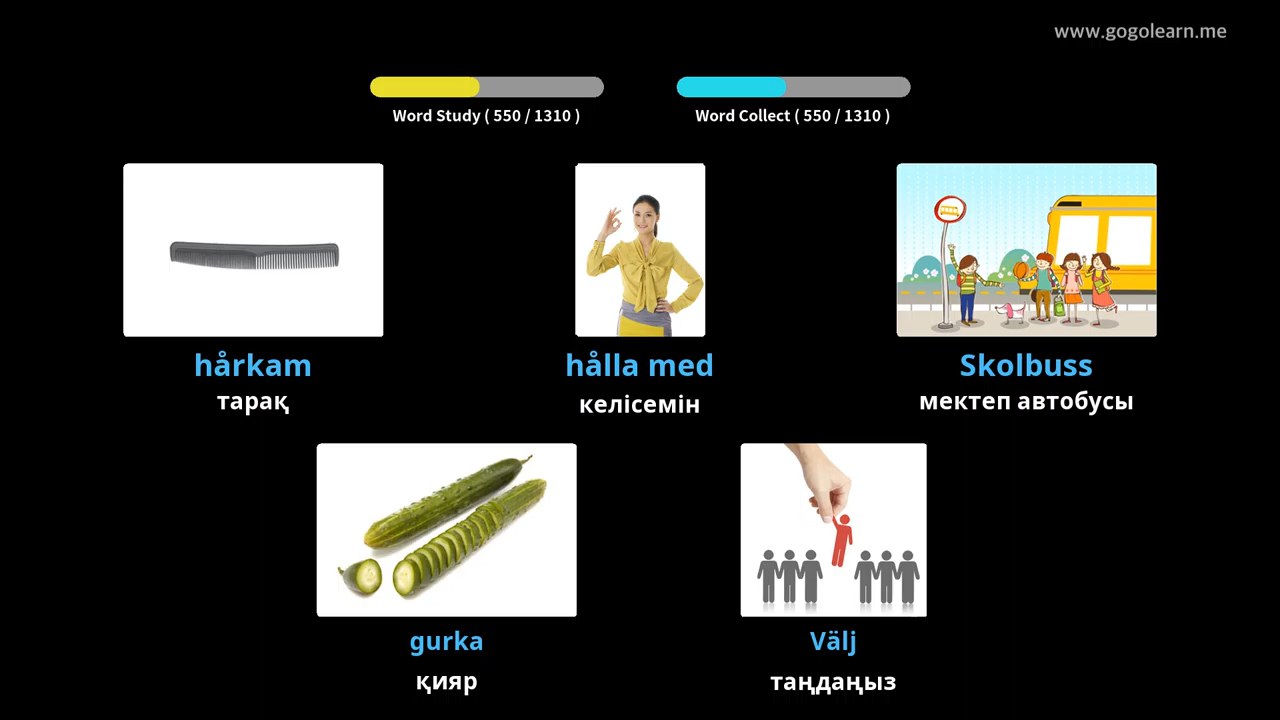 www.gogolearn.me
Word Study ( 550 / 1310 )
Word Collect ( 550 / 1310 )
hårkam
тарақ
hålla med
келісемін
Skolbuss
мектеп автобусы
gurka
қияр
Välj
таңдаңыз